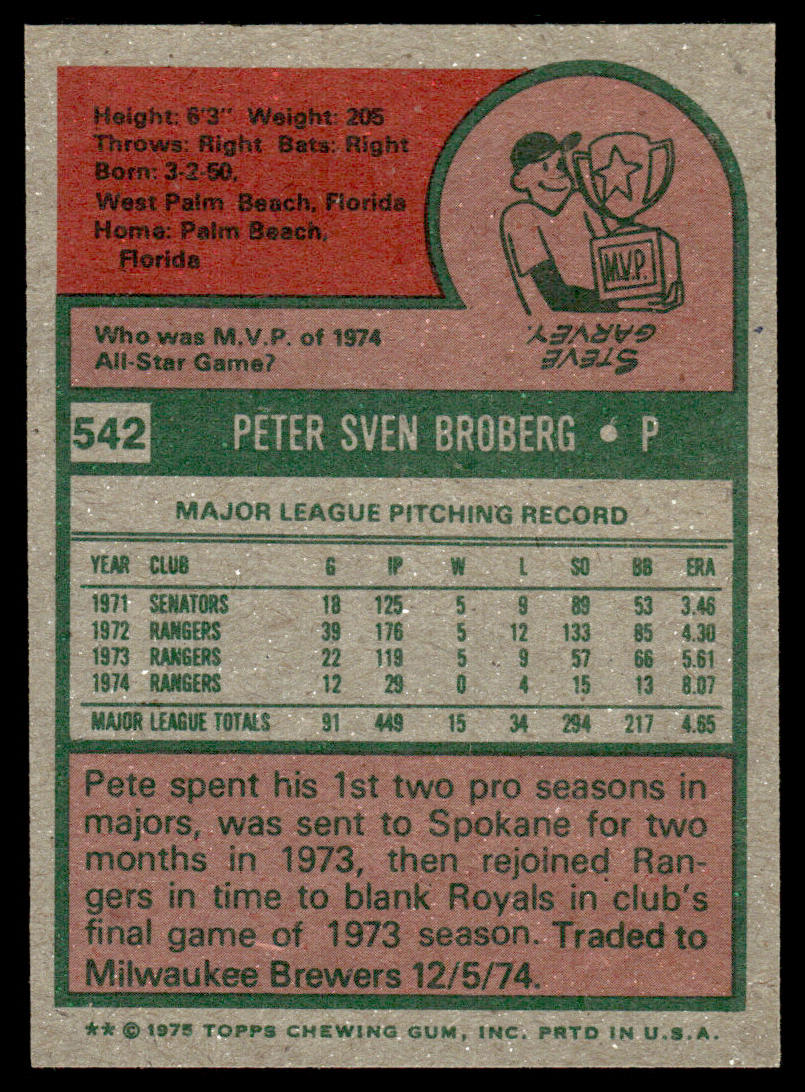 Height: 6'3" Weight: 205
Throws: Right Bats: Right
Born: 3-2-50,
West Palm Beach, Florida
Home: Palm Beach,
Florida
M.V.P.
STEVE
GARVEY.
Who was M.V.P. of 1974
All-Star Game?
542 PETER SVEN BROBERG • P
MAJOR LEAGUE PITCHING RECORD
YEAR CLUB G IP W L SO BB ERA
1971 SENATORS 18 125 5 9 89 53 3.46
1972 RANGERS 39 176 5 12 133 85 4.30
1973 RANGERS 22 119 5 9 57 66 5.61
1974 RANGERS 12 29 0 4 15 13 8.07
MAJOR LEAGUE TOTALS 91 449 15 34 294 217 4.65
Pete spent his 1st two pro seasons in
majors, was sent to Spokane for two
months in 1973, then rejoined Ran-
gers in time to blank Royals in club's
final game of 1973 season. Traded to
Milwaukee Brewers 12/5/74.
** © 1975 TOPPS CHEWING GUM, INC. PRTD IN U.S.A.